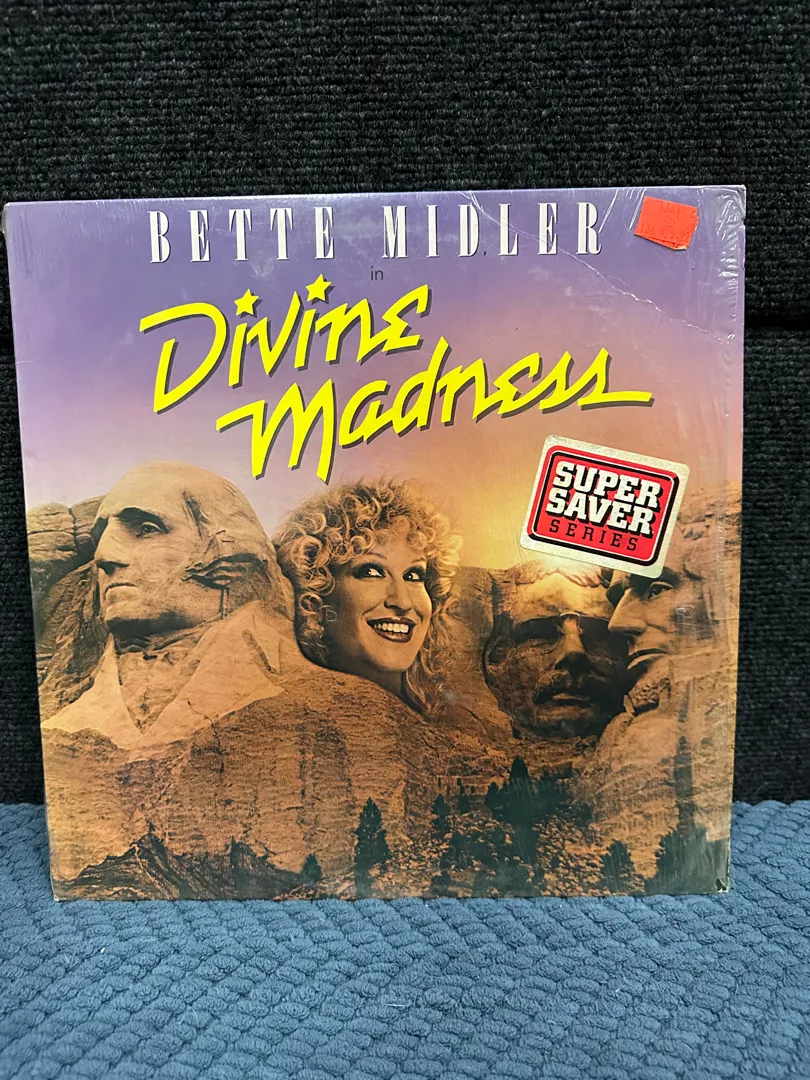 BETTE MIDLER
in
Divine
Madness
SUPER
SAVER
SERIES